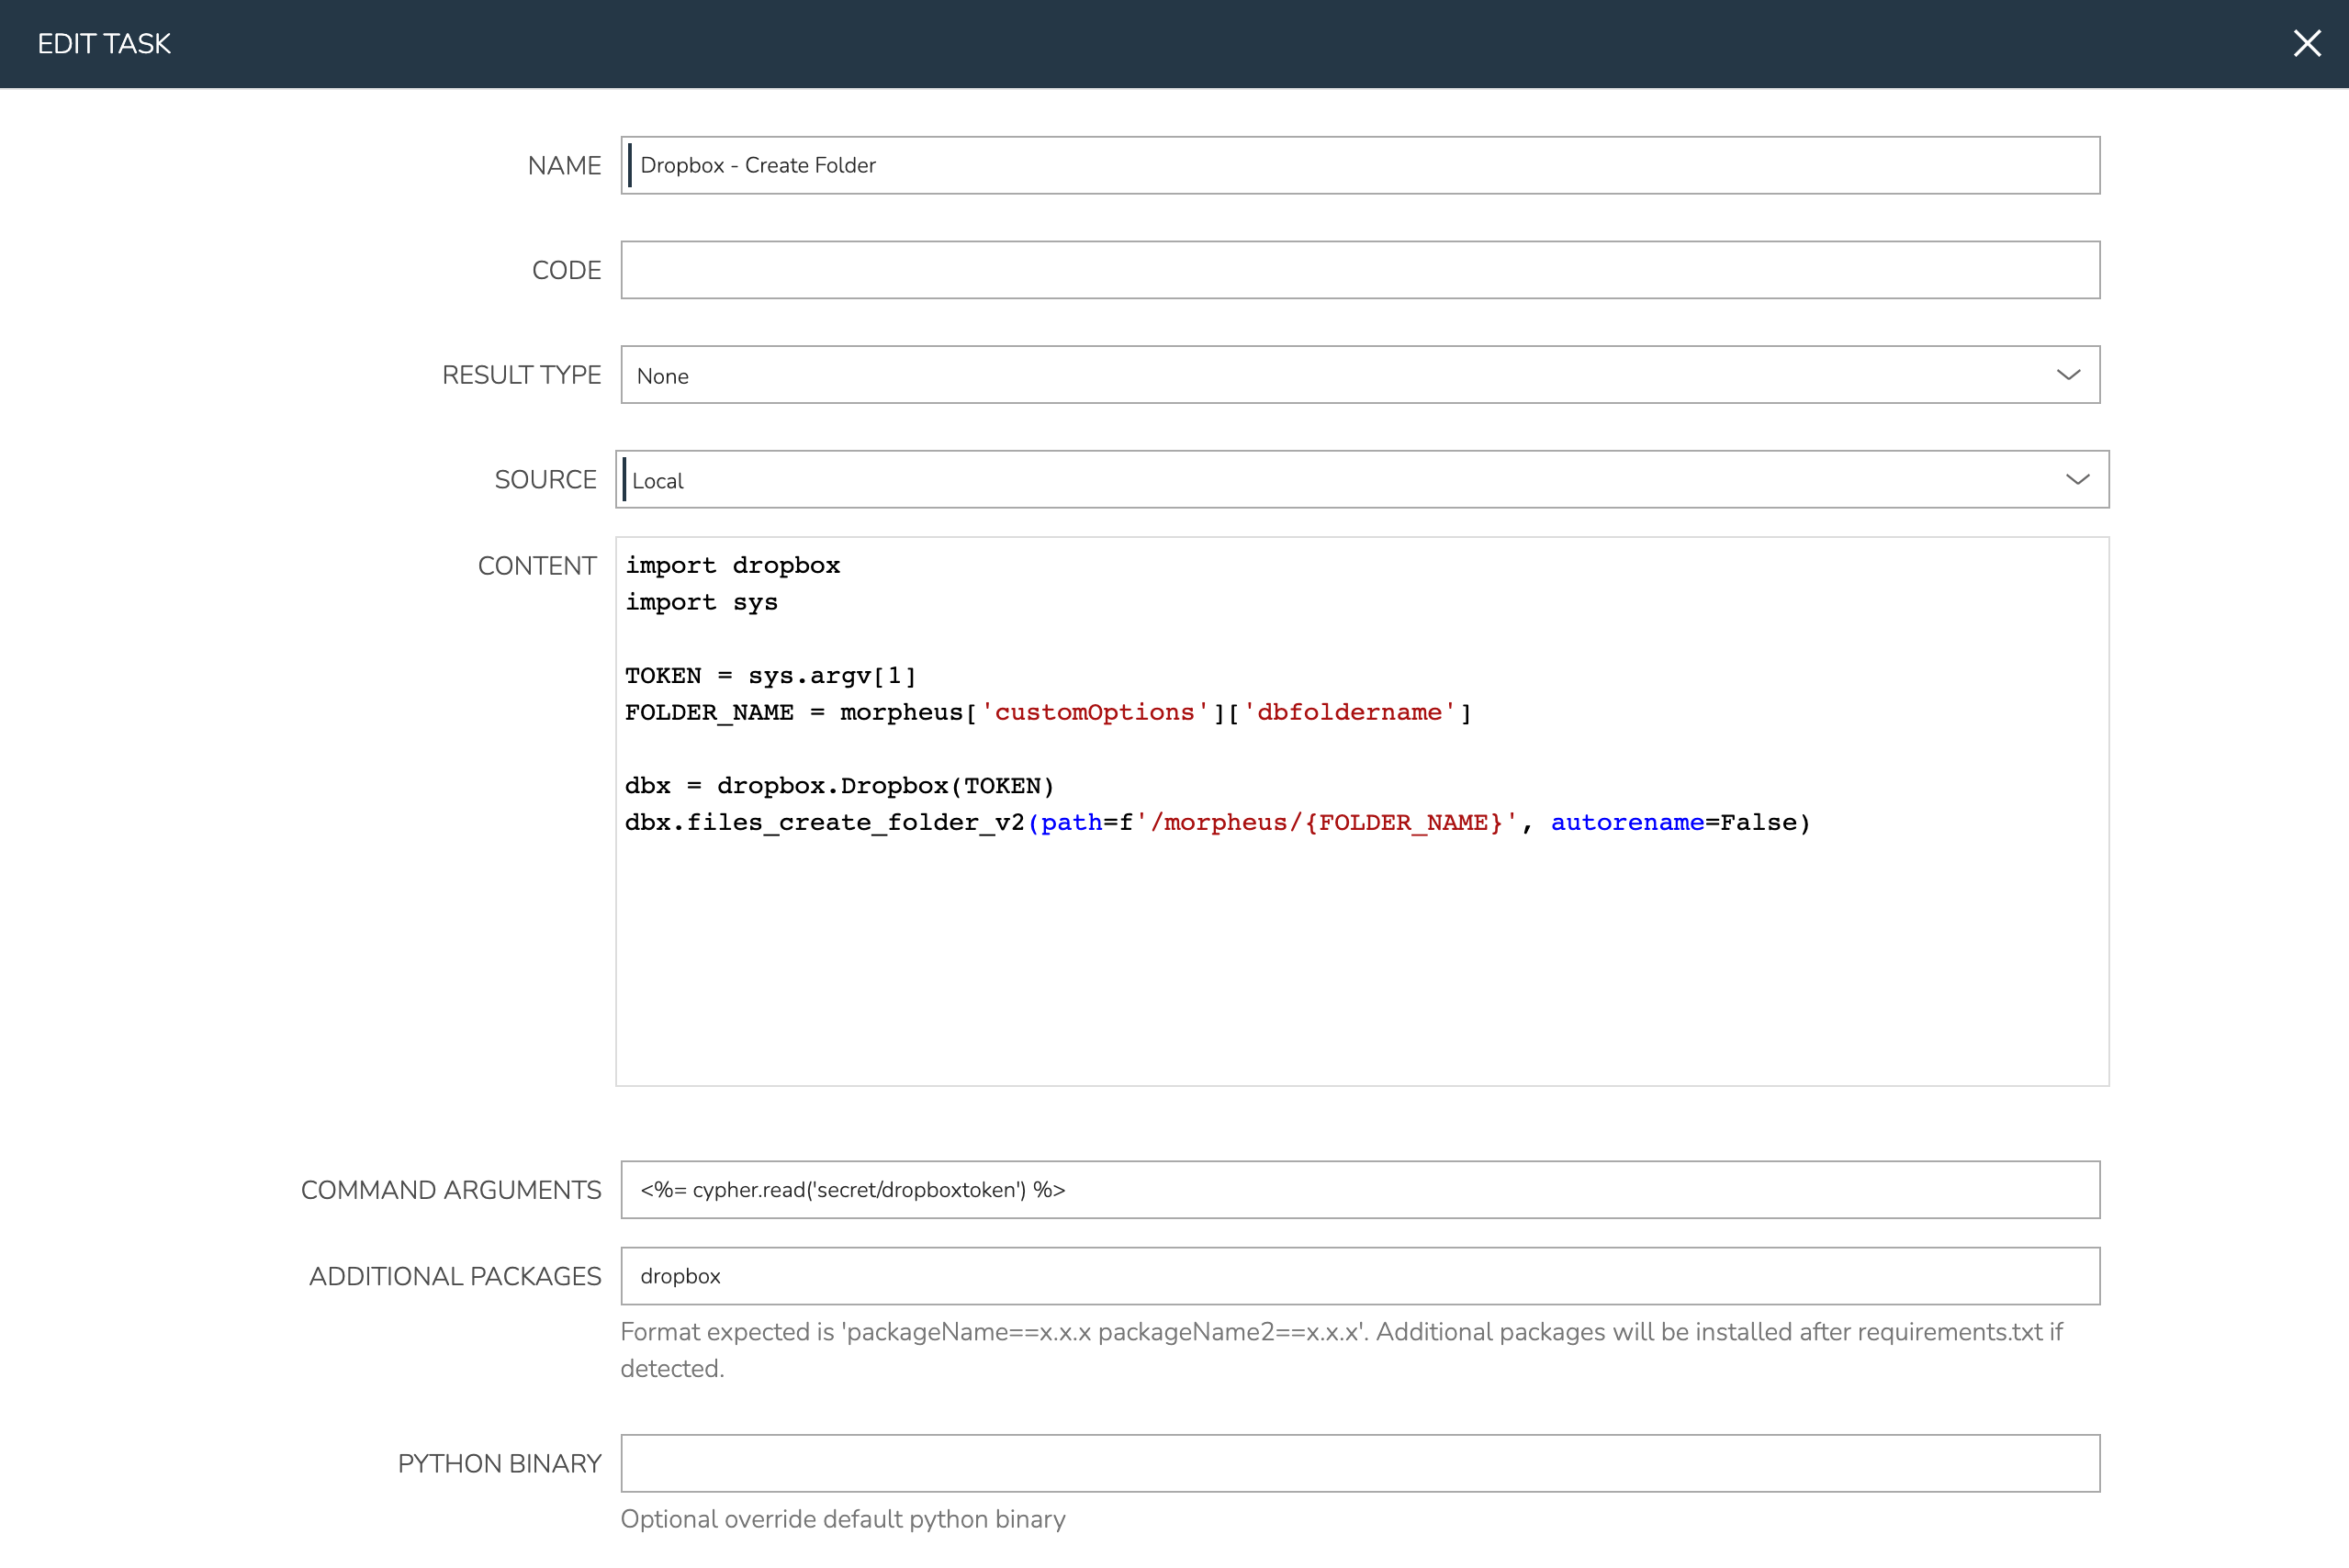 EDIT TASK
NAME
Dropbox - Create Folder
CODE
RESULT TYPE
None
SOURCE
Local
CONTENT
import dropbox
import sys
TOKEN = sys.argv[1]
FOLDER_NAME = morpheus['customOptions']['dbfoldername']
dbx = dropbox.Dropbox(TOKEN)
dbx.files_create_folder_v2(path=f'/morpheus/{FOLDER_NAME}', autorename=False)
COMMAND ARGUMENTS
<%= cypher.read('secret/dropboxtoken') %>
ADDITIONAL PACKAGES
dropbox
Format expected is 'packageName==x.x.x packageName2==x.x.x'. Additional packages will be installed after requirements.txt if
detected.
PYTHON BINARY
Optional override default python binary